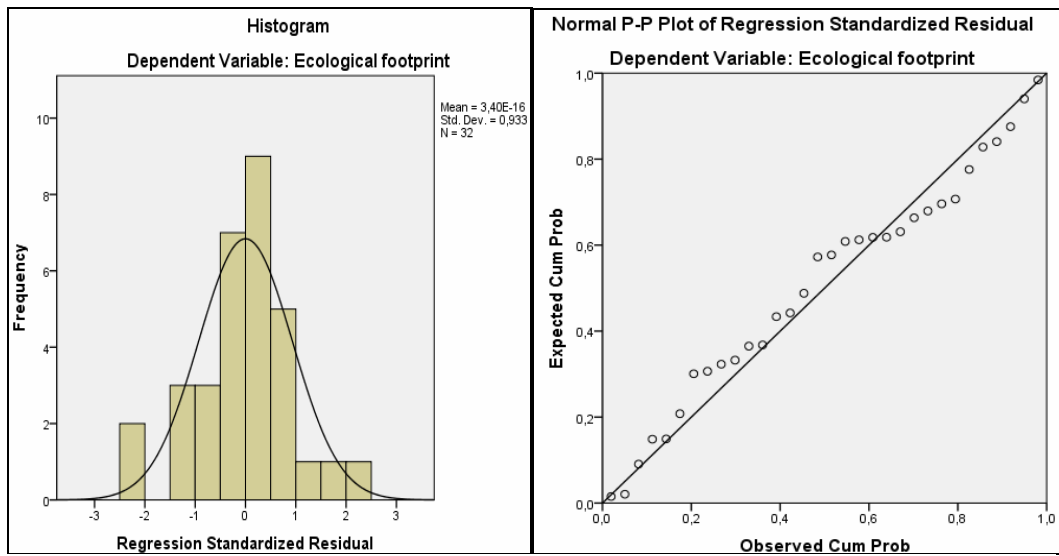 Histogram
Dependent Variable: Ecological footprint
Mean = 3,40E-16
Std. Dev. = 0,933
N = 32
Frequency
10
8
6
4
2
0
-3 -2 -1 0 1 2 3
Regression Standardized Residual
Normal P-P Plot of Regression Standardized Residual
Dependent Variable: Ecological footprint
Expected Cum Prob
1,0
0,8
0,6
0,4
0,2
0,0
0,0 0,2 0,4 0,6 0,8 1,0
Observed Cum Prob